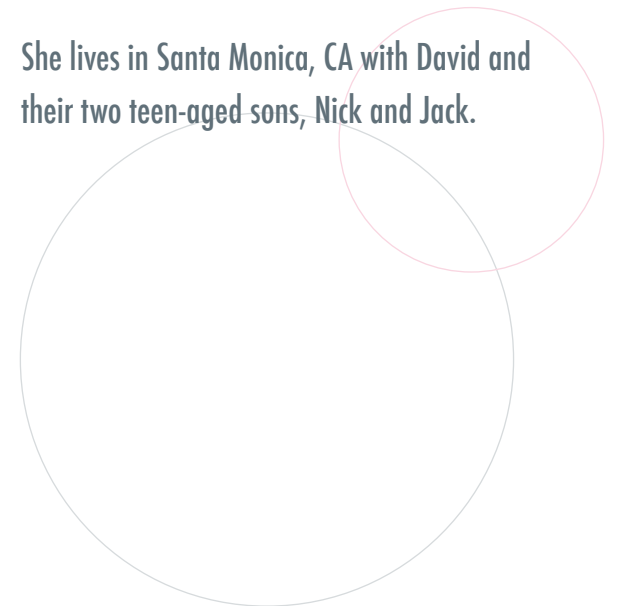 She lives in Santa Monica, CA with David and
their two teen-aged sons, Nick and Jack.